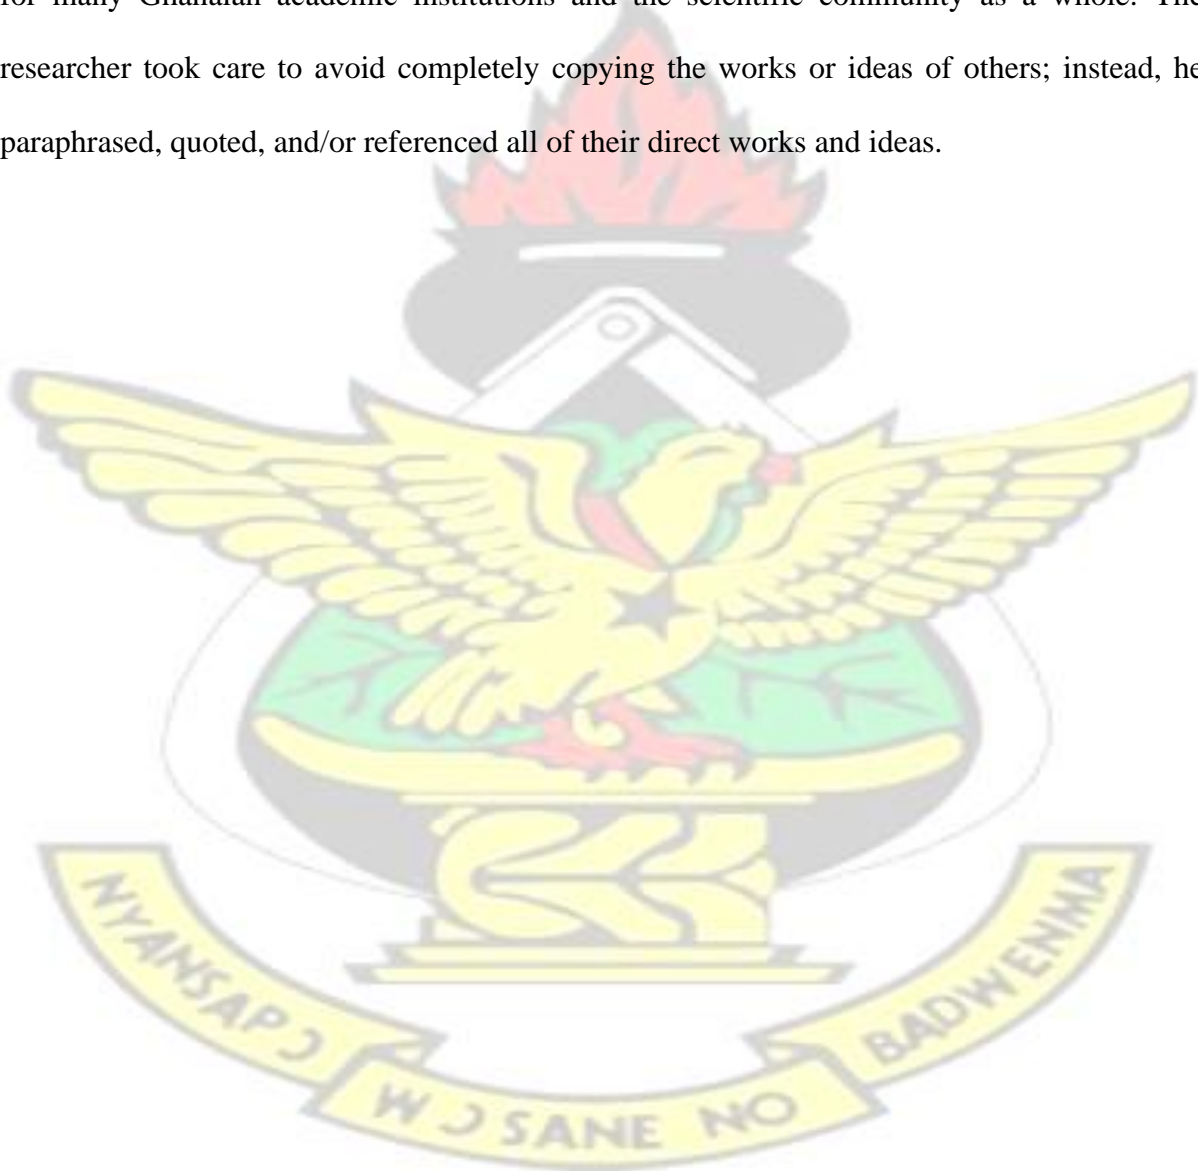 for many Ghanaian academic institutions and the scientific community as a whole. The
researcher took care to avoid completely copying the works or ideas of others; instead, he
paraphrased, quoted, and/or referenced all of their direct works and ideas.
NYANSAPƆ
WƆSANE NO
BADWENMA